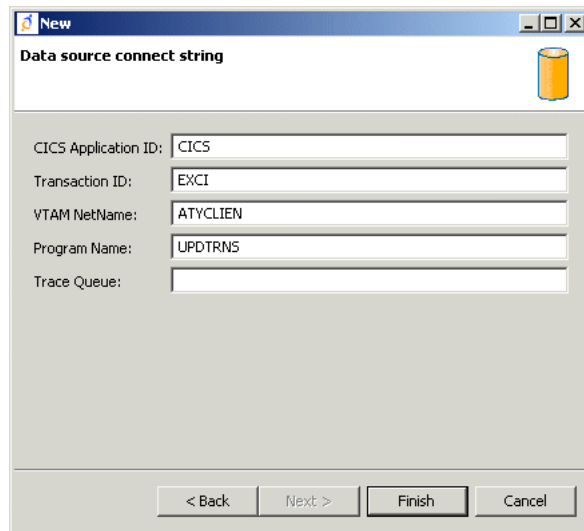 New
Data source connect string
CICS Application ID: CICS
Transaction ID: EXCI
VTAM NetName: ATYCLIEN
Program Name: UPDTRNS
Trace Queue:
< Back Next > Finish Cancel